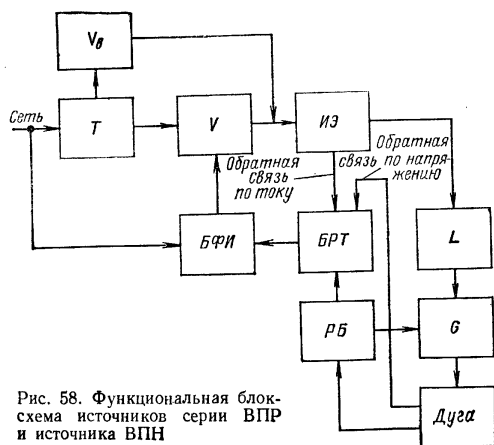 Vв
Сеть
T
V
ИЭ
Обратная
связь
по току
Обратная
связь по напря-
жению
БФИ
БРТ
L
РБ
G
Дуга
Рис. 58. Функциональная блок-
схема источников серии ВПР
и источника ВПН